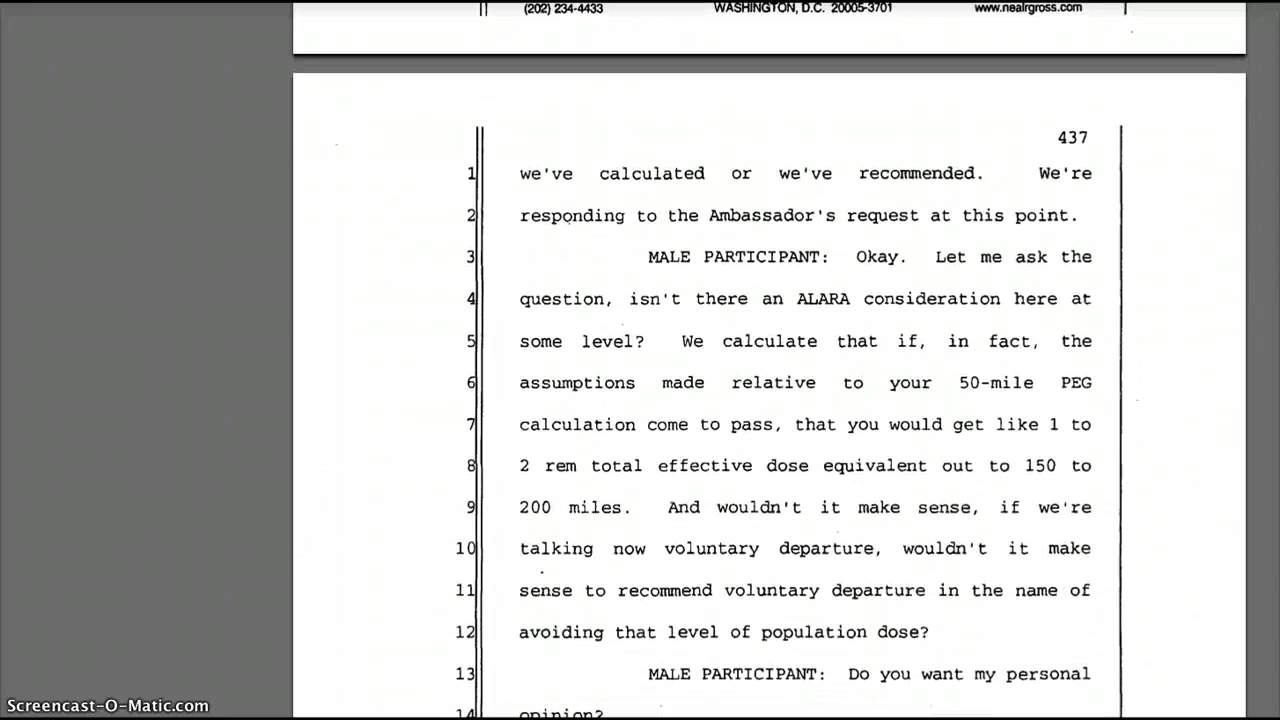 (202) 234-4433 WASHINGTON, D.C. 20005-3701 www.nealrgross.com
437
1 we've calculated or we've recommended. We're
2 responding to the Ambassador's request at this point.
3 MALE PARTICIPANT: Okay. Let me ask the
4 question, isn't there an ALARA consideration here at
5 some level? We calculate that if, in fact, the
6 assumptions made relative to your 50-mile PEG
7 calculation come to pass, that you would get like 1 to
8 2 rem total effective dose equivalent out to 150 to
9 200 miles. And wouldn't it make sense, if we're
10 talking now voluntary departure, wouldn't it make
11 sense to recommend voluntary departure in the name of
12 avoiding that level of population dose?
13 MALE PARTICIPANT: Do you want my personal
14 opinion?
Screencast-O-Matic.com